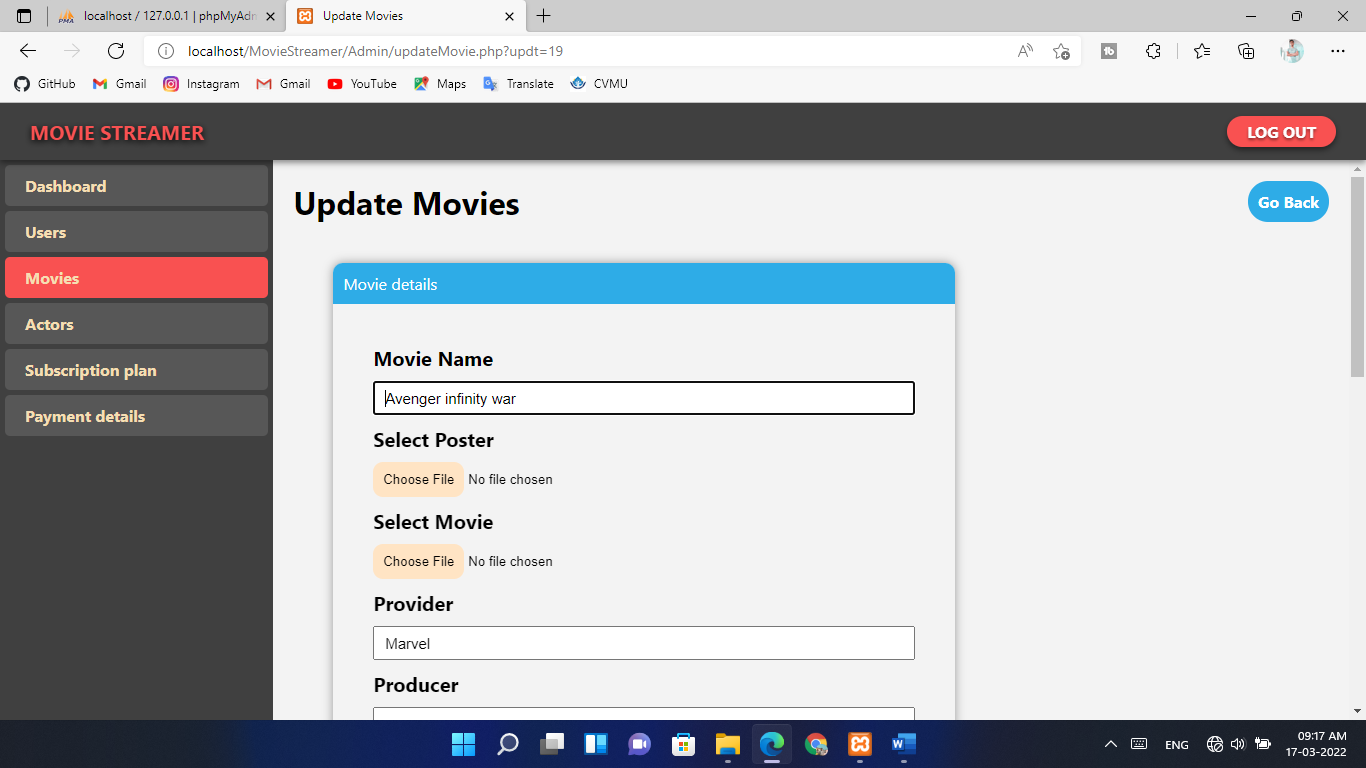 PMA localhost / 127.0.0.1 | phpMyAdm
Update Movies
localhost/MovieStreamer/Admin/updateMovie.php?updt=19
GitHub Gmail Instagram Gmail YouTube Maps Translate CVMU
MOVIE STREAMER
LOG OUT
Dashboard
Users
Movies
Actors
Subscription plan
Payment details
Update Movies
Go Back
Movie details
Movie Name
Avenger infinity war
Select Poster
Choose File No file chosen
Select Movie
Choose File No file chosen
Provider
Marvel
Producer
ENG
09:17 AM
17-03-2022